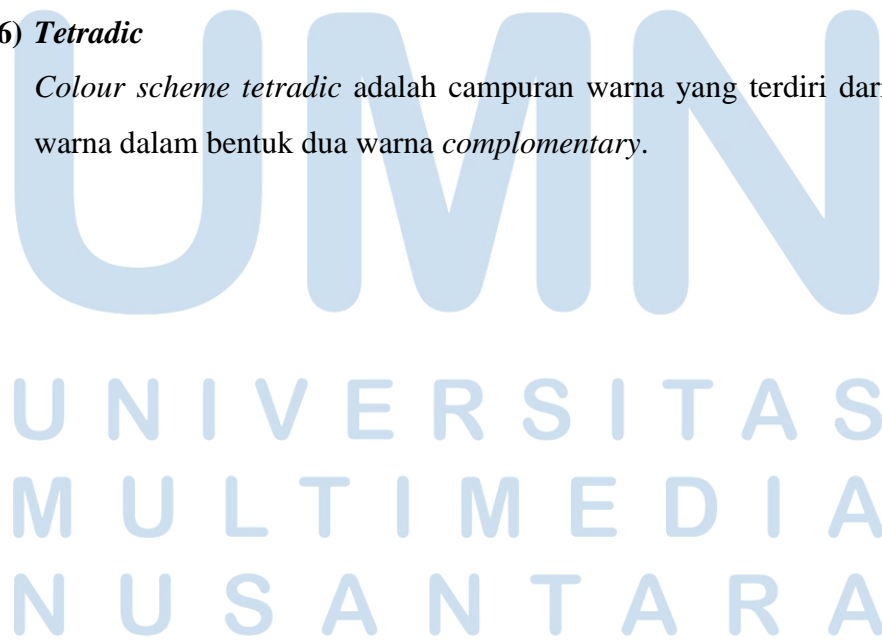 6) Tetradic
Colour scheme tetradic adalah campuran warna yang terdiri dari
warna dalam bentuk dua warna complomentary.
UMN
UNIVERSITAS
MULTIMEDIA
NUSANTARA